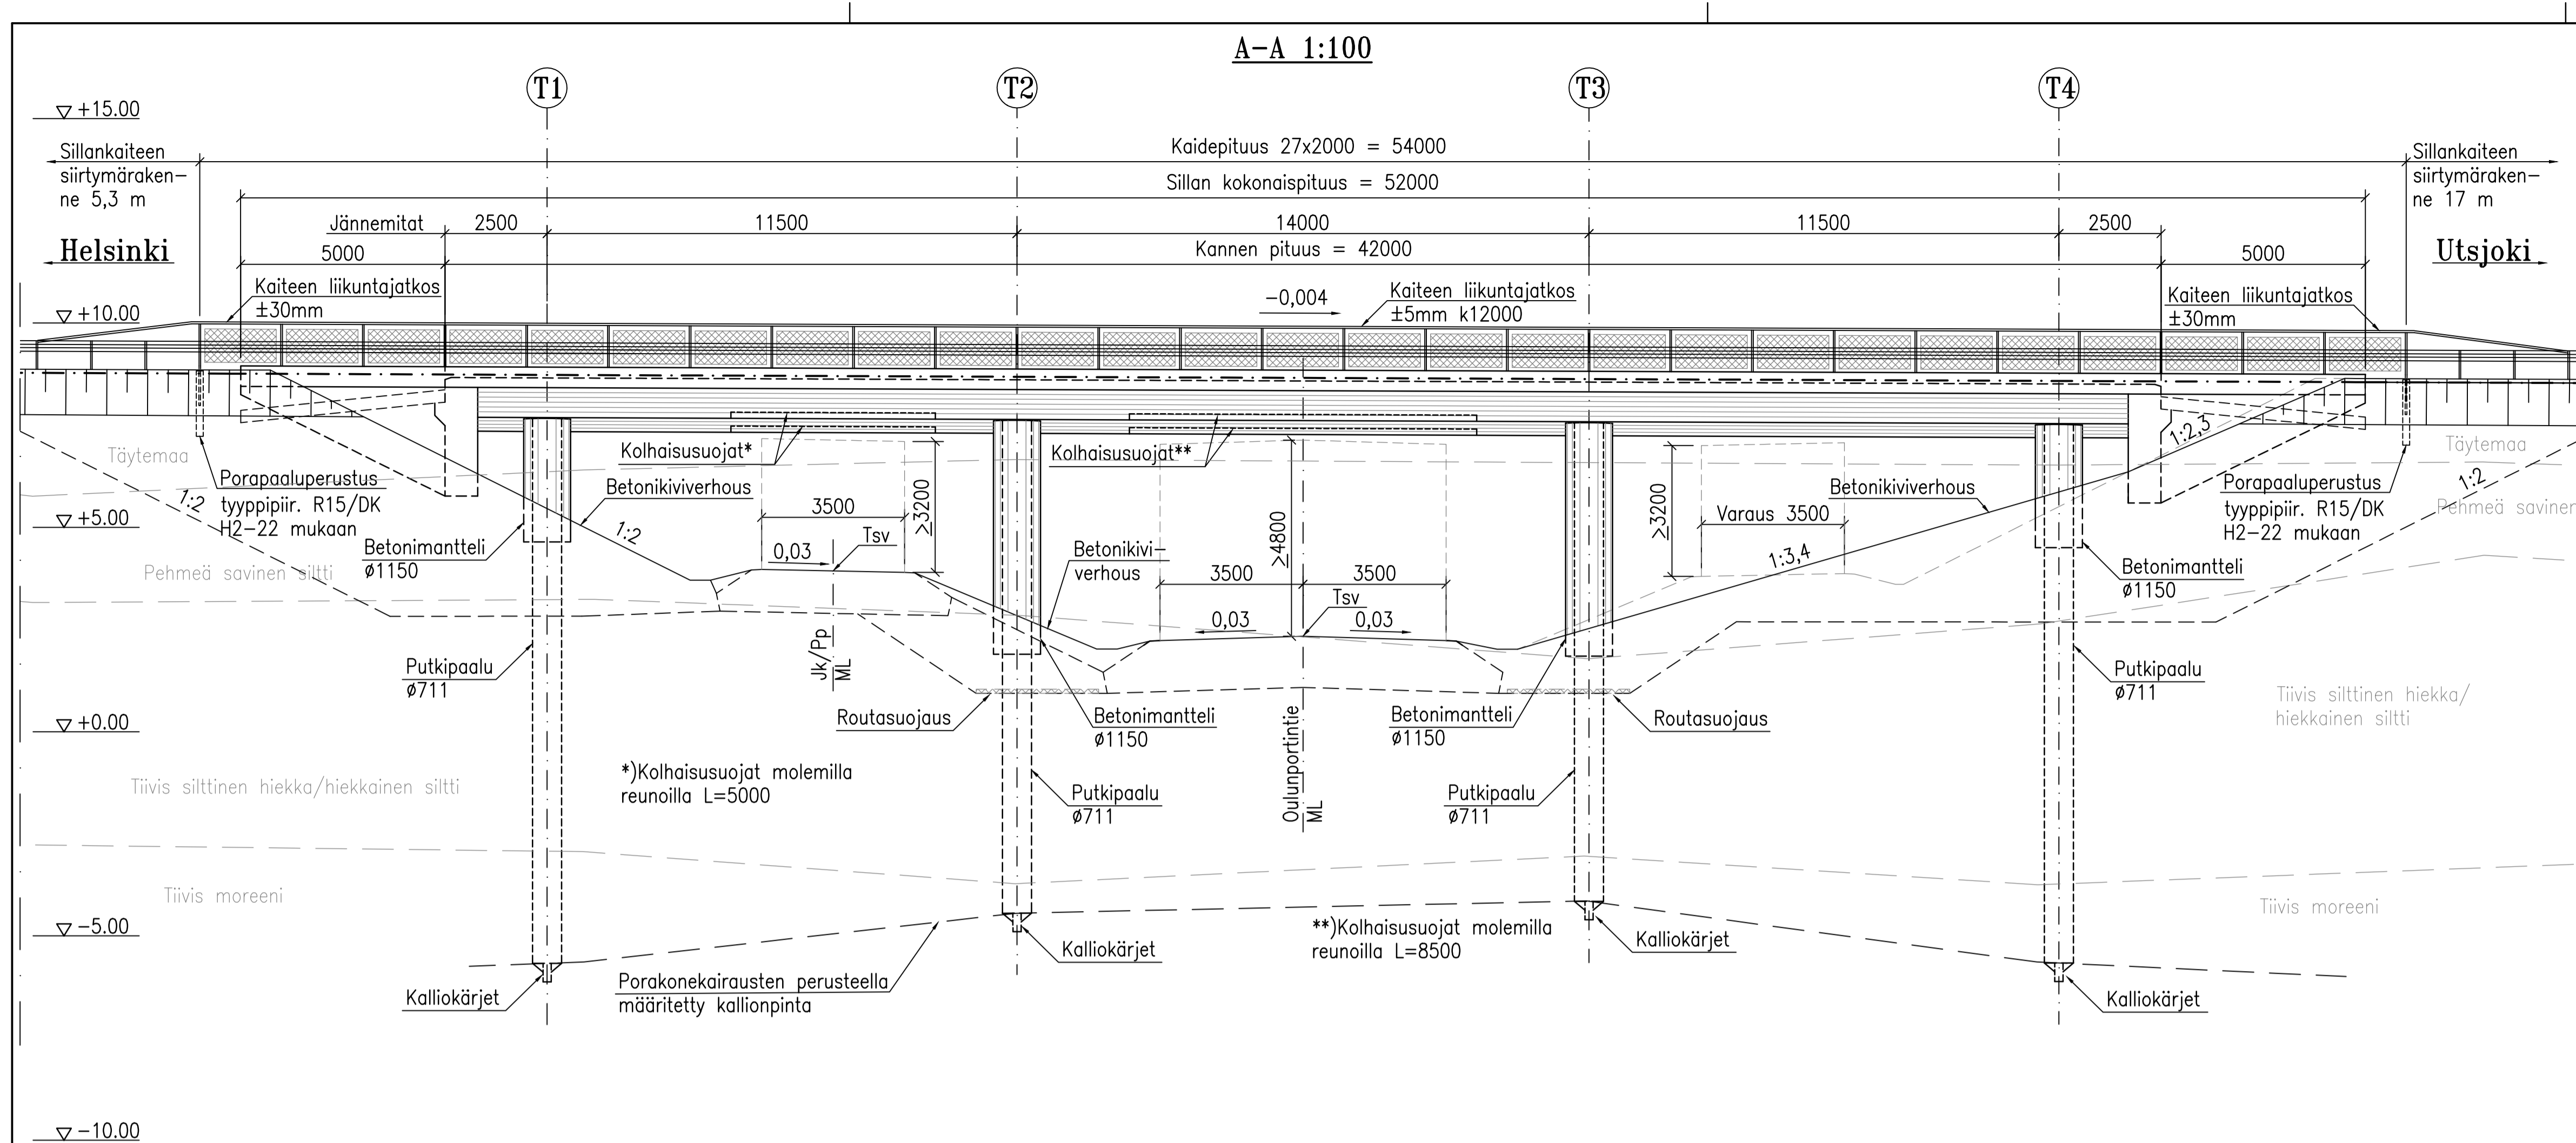 A-A 1:100
T1
T2
T3
T4
+15.00
Sillankaiteen
siirtymäraken-
ne 5,3 m
Kaidepituus 27x2000 = 54000
Sillankaiteen
siirtymäraken-
ne 17 m
Sillan kokonaispituus = 52000
Jännemitat
2500
11500
14000
11500
2500
Helsinki
5000
Kannen pituus = 42000
5000
Utsjoki
Kaiteen liikuntajatkos
±30mm
-0,004
Kaiteen liikuntajatkos
±5mm k12000
Kaiteen liikuntajatkos
±30mm
+10.00
Täytemaa
1:2
Porapaaluperustus
tyyppipiir. R15/DK
H2-22 mukaan
Kolhaisusuojat*
Betonikiviverhous
1:2
3500
≥3200
Kolhaisusuojat**
≥4800
≥3200
Varaus 3500
Betonikiviverhous
1:2,3
1:3,4
Porapaaluperustus
tyyppipiir. R15/DK
H2-22 mukaan
Täytemaa
1:2
Pehmeä savinen
+5.00
Pehmeä savinen siltti
Betonimantteli
ø1150
0,03
Tsv
Betonikivi-
verhous
3500
3500
Tsv
0,03
0,03
Betonimantteli
ø1150
Putkipaalu
ø711
Jk/Pp
ML
Putkipaalu
ø711
Tiivis silttinen hiekka/
hiekkainen siltti
+0.00
Routasuojaus
Betonimantteli
ø1150
Oulunportintie
ML
Betonimantteli
ø1150
Routasuojaus
Tiivis silttinen hiekka/hiekkainen siltti
*)Kolhaisusuojat molemilla
reunoilla L=5000
Putkipaalu
ø711
Putkipaalu
ø711
Tiivis moreeni
-5.00
Kalliokärjet
Porakonekairausten perusteella
määritetty kallionpinta
Kalliokärjet
**)Kolhaisusuojat molemilla
reunoilla L=8500
Kalliokärjet
Kalliokärjet
Tiivis moreeni
-10.00